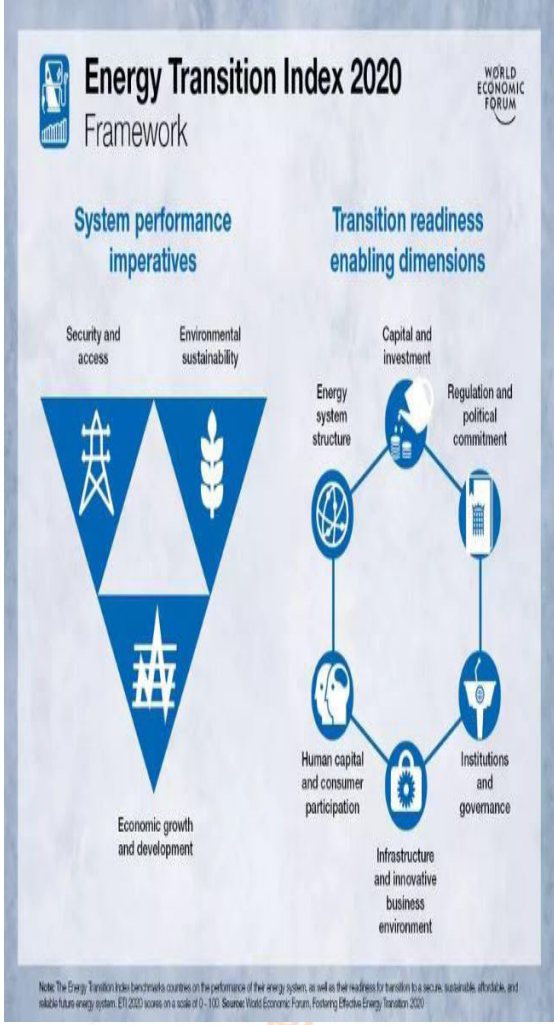 Energy Transition Index 2020
Framework
WORLD
ECONOMIC
FORUM
System performance
imperatives
Security and
access
Environmental
sustainability
Economic growth
and development
Transition readiness
enabling dimensions
Capital and
investment
Energy
system
structure
Regulation and
political
commitment
Human capital
and consumer
participation
Institutions
and
governance
Infrastructure
and innovative
business
environment
Note: The Energy Transition Index benchmarks countries on the performance of their energy system, as well as their readiness for transition to a secure, sustainable, affordable, and
reliable future energy system. ETI 2020 scores on a scale of 0 - 100. Source: World Economic Forum, Fostering Effective Energy Transition 2020